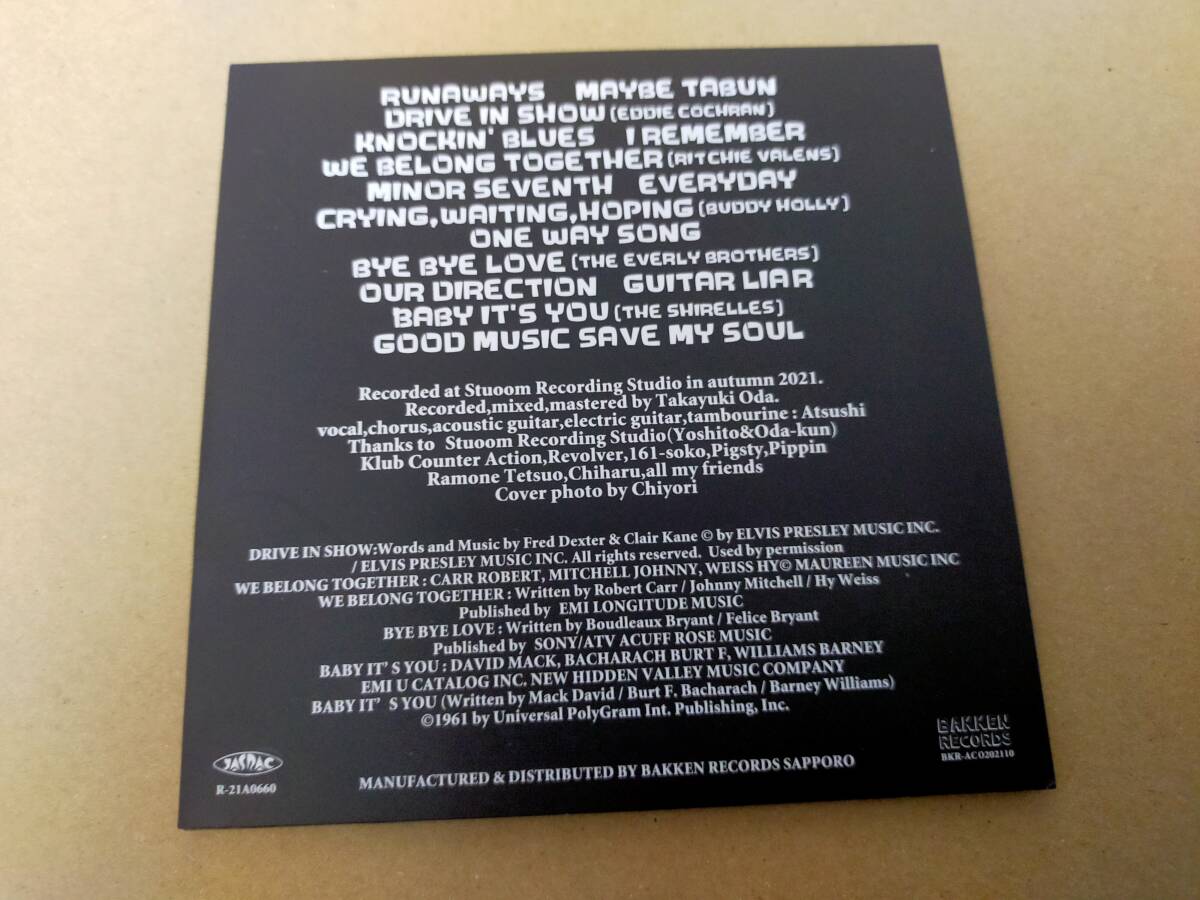 RUNAWAYS MAYBE TABUN
DRIVE IN SHOW (EDDIE COCHRAN)
KNOCKIN' BLUES I REMEMBER
WE BELONG TOGETHER (RITCHIE VALENS)
MINOR SEVENTH EVERYDAY
CRYING,WAITING,HOPING (BUDDY HOLLY)
ONE WAY SONG
BYE BYE LOVE (THE EVERLY BROTHERS)
OUR DIRECTION GUITAR LIAR
BABY IT'S YOU (THE SHIRELLES)
GOOD MUSIC SAVE MY SOUL
Recorded at Stuoom Recording Studio in autumn 2021.
Recorded,mixed,mastered by Takayuki Oda.
vocal,chorus,acoustic guitar,electric guitar,tambourine : Atsushi
Thanks to Stuoom Recording Studio(Yoshito&Oda-kun)
Klub Counter Action,Revolver,161-soko,Pigsty,Pippin
Ramone Tetsuo,Chiharu,all my friends
Cover photo by Chiyori
DRIVE IN SHOW:Words and Music by Fred Dexter & Clair Kane © by ELVIS PRESLEY MUSIC INC.
/ ELVIS PRESLEY MUSIC INC. All rights reserved. Used by permission
WE BELONG TOGETHER : CARR ROBERT, MITCHELL JOHNNY, WEISS HY© MAUREEN MUSIC INC
WE BELONG TOGETHER : Written by Robert Carr / Johnny Mitchell / Hy Weiss
Published by EMI LONGITUDE MUSIC
BYE BYE LOVE : Written by Boudleaux Bryant / Felice Bryant
Published by SONY/ATV ACUFF ROSE MUSIC
BABY IT' S YOU : DAVID MACK, BACHARACH BURT F, WILLIAMS BARNEY
EMI U CATALOG INC. NEW HIDDEN VALLEY MUSIC COMPANY
BABY IT' S YOU (Written by Mack David / Burt F. Bacharach / Barney Williams)
©1961 by Universal PolyGram Int. Publishing, Inc.
JASRAC
R-21A0660
MANUFACTURED & DISTRIBUTED BY BAKKEN RECORDS SAPPORO
BAKKEN
RECORDS
BKR-ACO202110